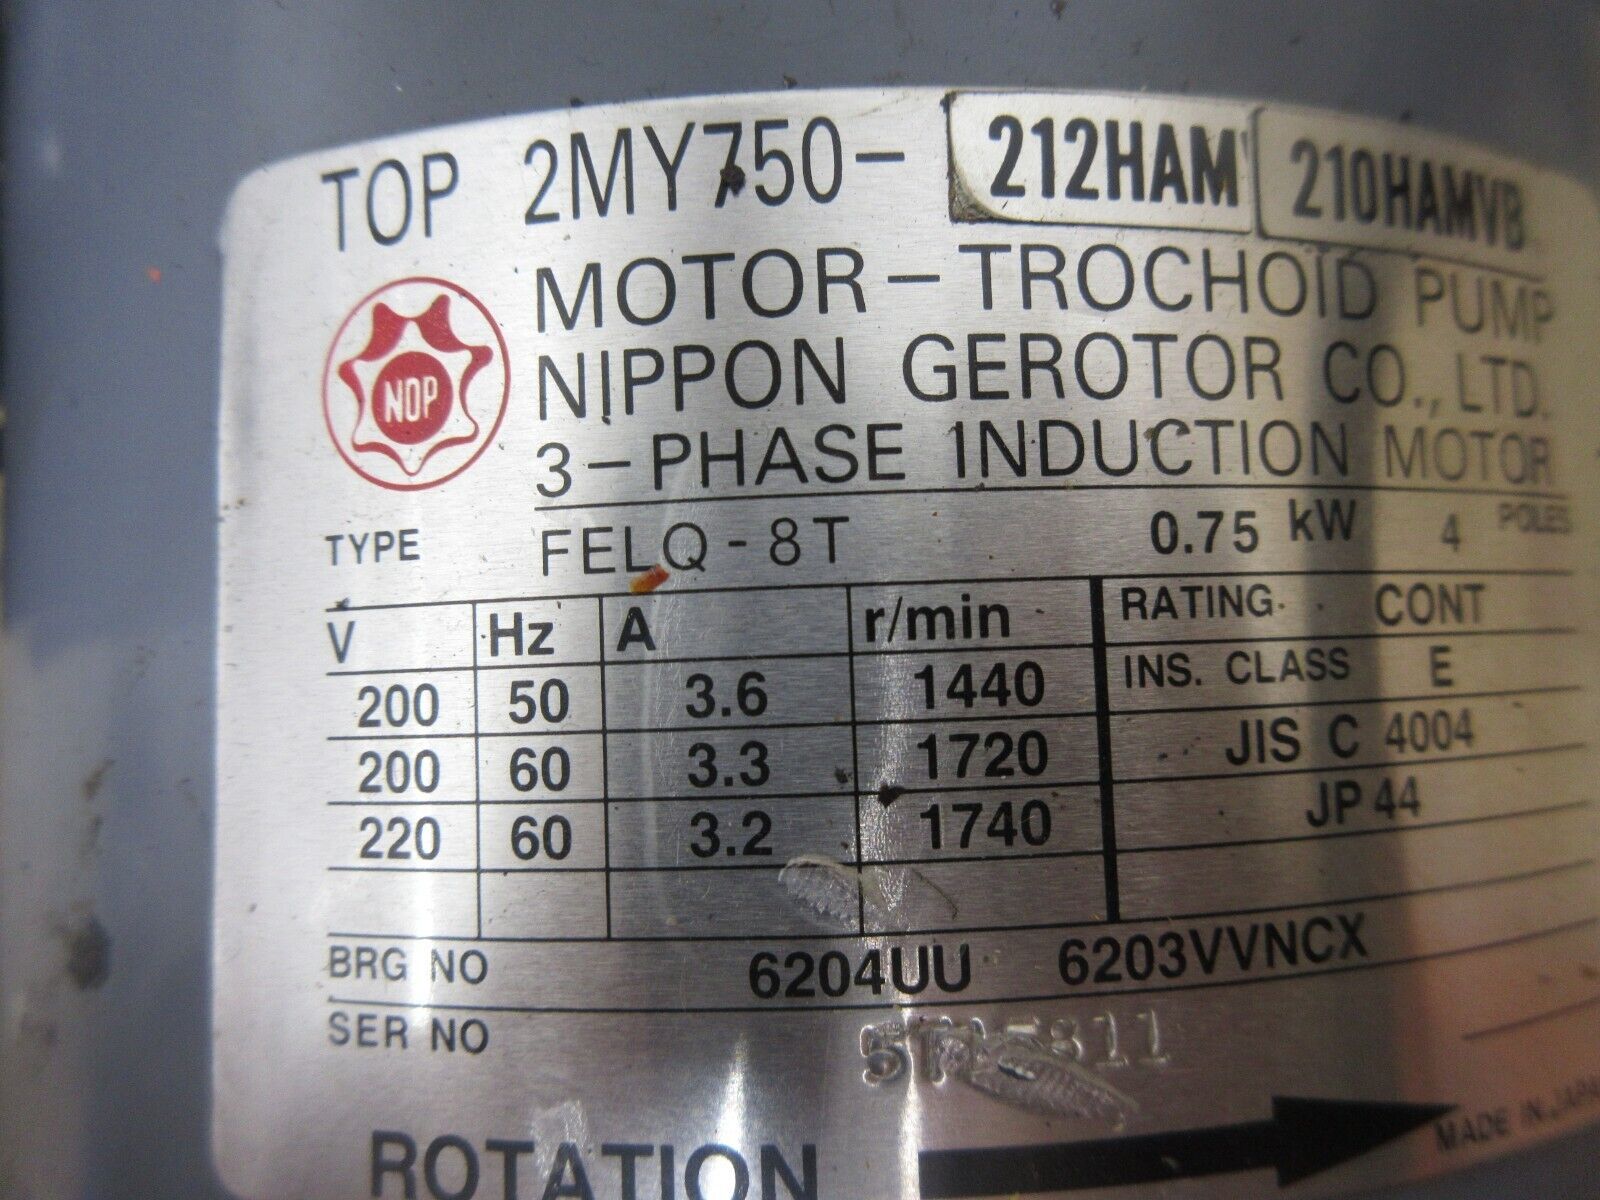 TOP 2MY750- 212HAM 210HAMVB
MOTOR-TROCHOID PUMP
NOP
NIPPON GEROTOR CO., LTD.
3-PHASE INDUCTION MOTOR
TYPE FELQ-8T 0.75 kW 4 POLES
V Hz A r/min RATING CONT
200 50 3.6 1440 INS. CLASS E
200 60 3.3 1720 JIS C 4004
220 60 3.2 1740 JP 44
BRG NO 6204UU 6203VVNCX
SER NO
ROTATION
MADE IN JAPAN